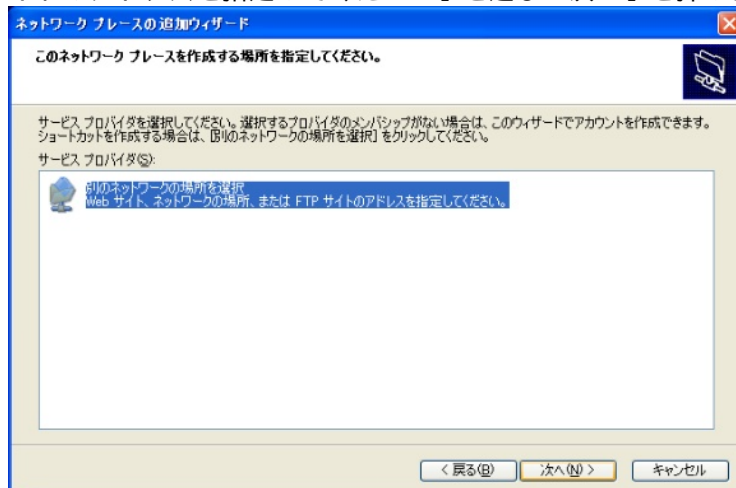 ネットワーク プレースの追加ウィザード
このネットワーク プレースを作成する場所を指定してください。
サービス プロバイダを選択してください。選択するプロバイダのメンバシップがない場合は、このウィザードでアカウントを作成できます。
ショートカットを作成する場合は、[別のネットワークの場所を選択] をクリックしてください。
サービス プロバイダ(S):
別のネットワークの場所を選択
Web サイト、ネットワークの場所、または FTP サイトのアドレスを指定してください。
< 戻る(B)
次へ(N) >
キャンセル